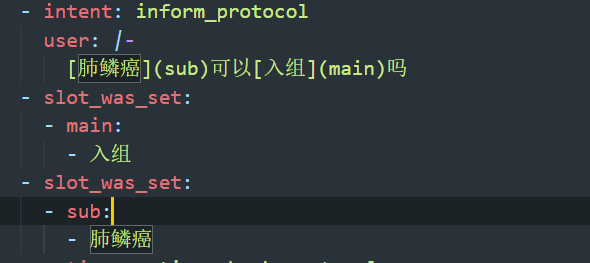 - intent: inform_protocol
user: |-
[肺鳞癌](sub)可以[入组](main)吗
- slot_was_set:
- main:
- 入组
- slot_was_set:
- sub:
- 肺鳞癌